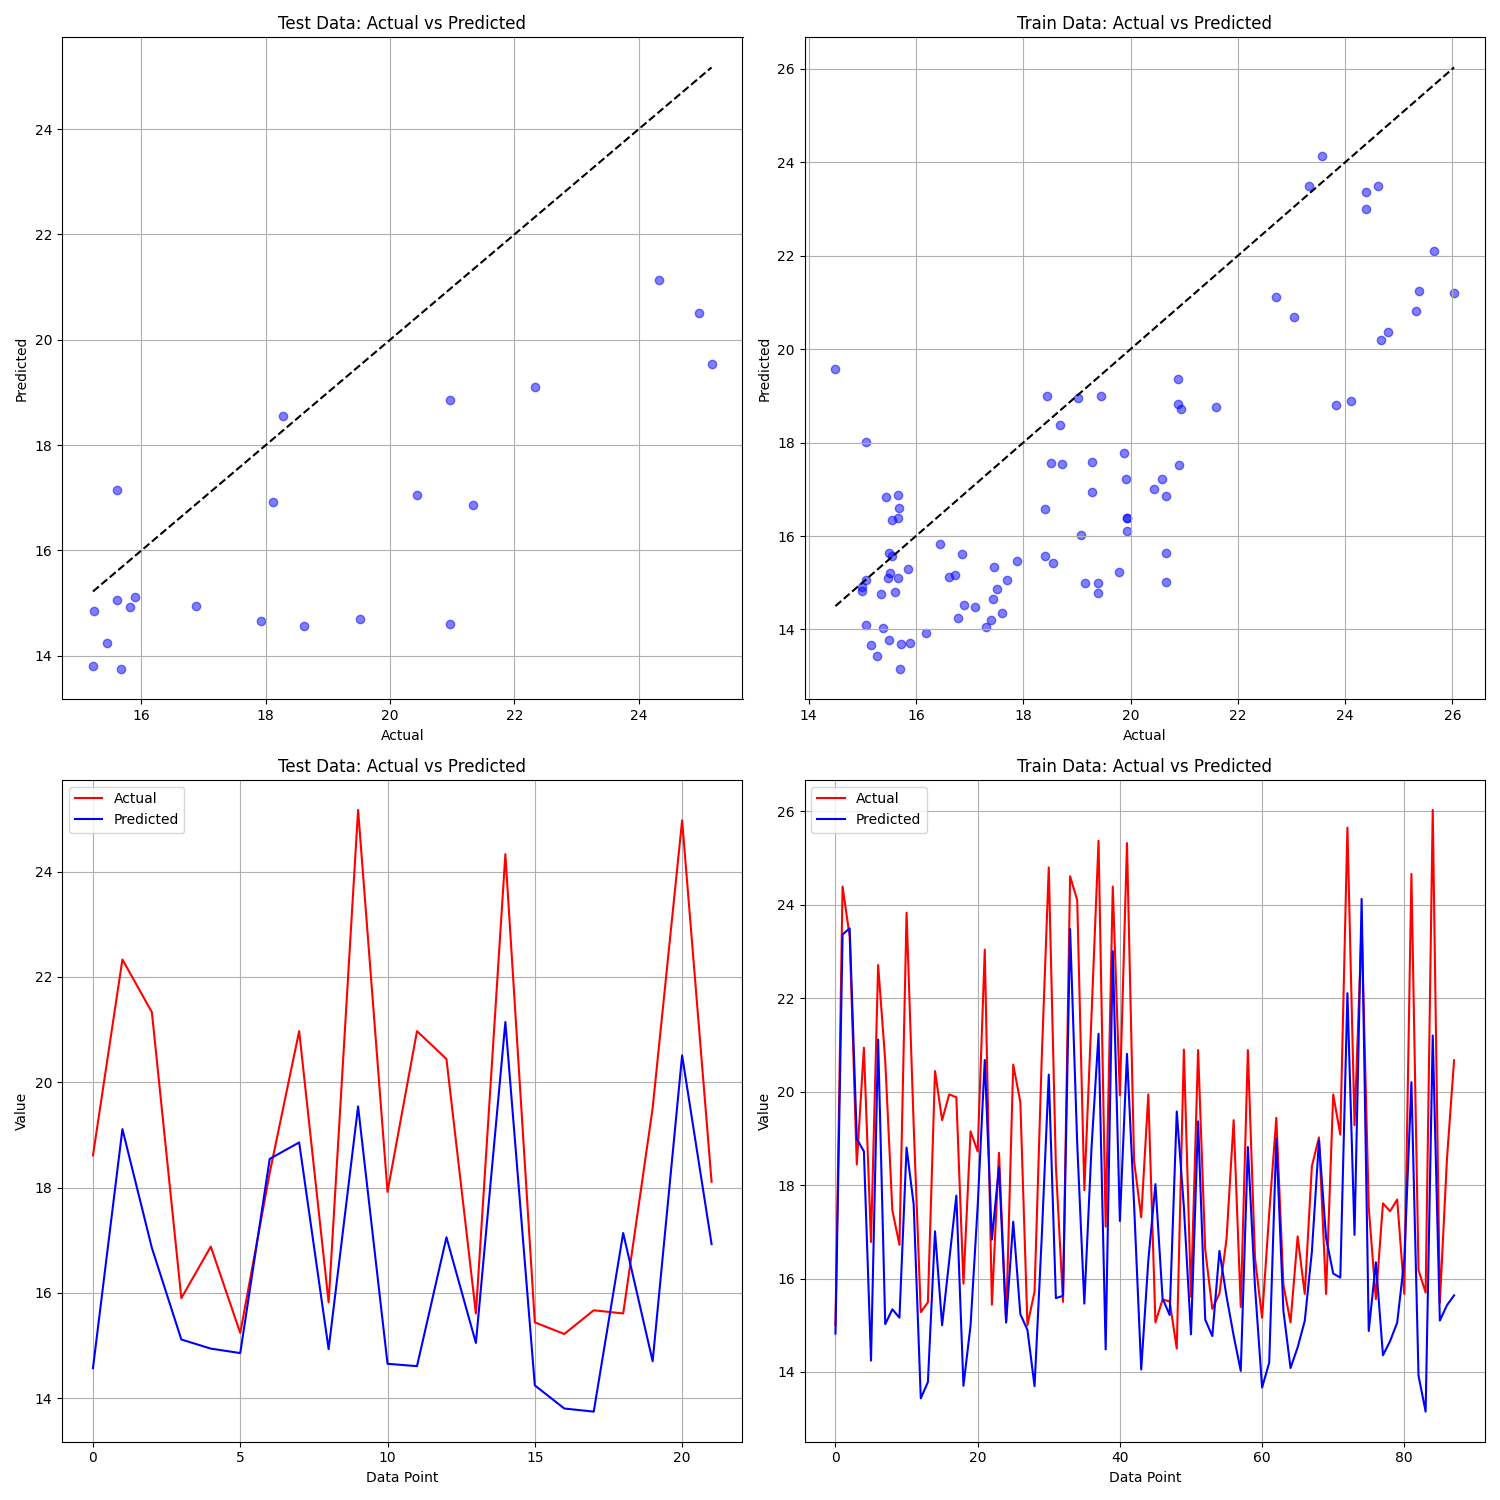 Test Data: Actual vs Predicted
Predicted
24
22
20
18
16
14
16 18 20 22 24
Actual
Train Data: Actual vs Predicted
Predicted
26
24
22
20
18
16
14
14 16 18 20 22 24 26
Actual
Test Data: Actual vs Predicted
Actual
Predicted
Value
24
22
20
18
16
14
0 5 10 15 20
Data Point
Train Data: Actual vs Predicted
Actual
Predicted
Value
26
24
22
20
18
16
14
0 20 40 60 80
Data Point